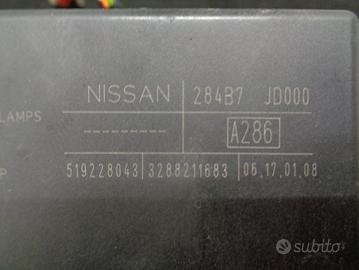 NISSAN 284B7 JD000
LAMPS
--------- A286
P 519228043 3288211683 06,17,01,08
subito